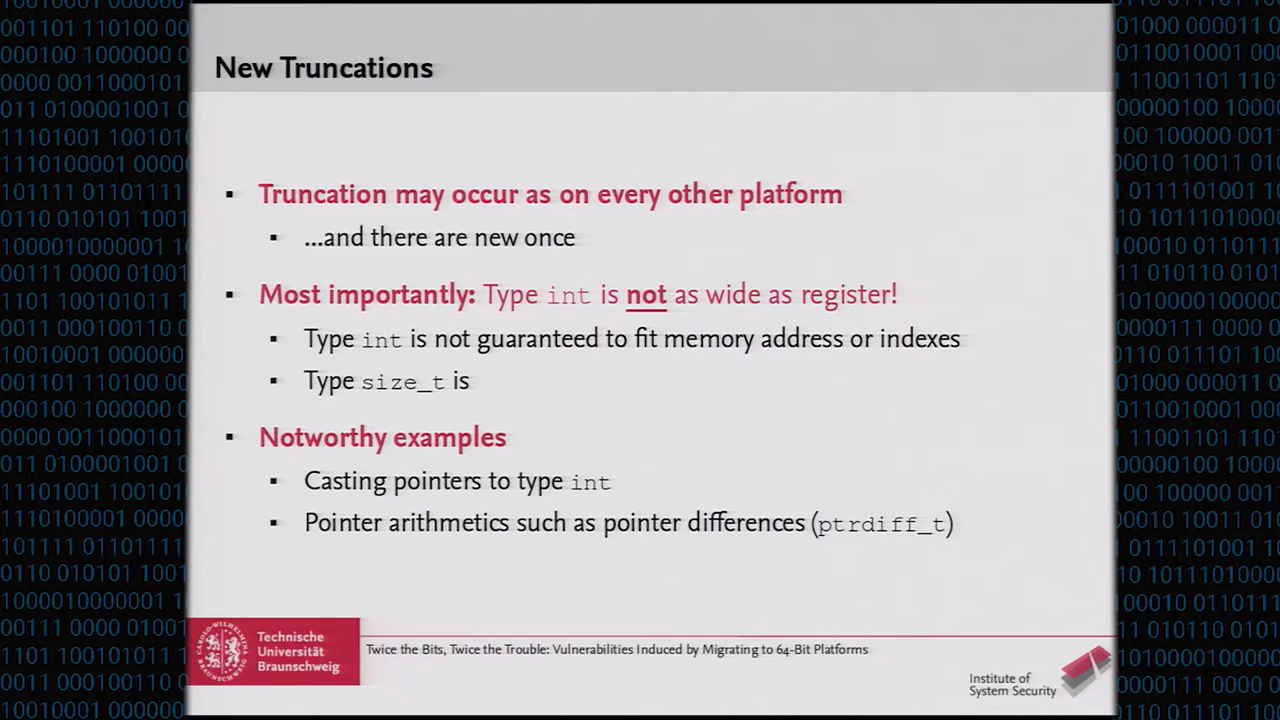 New Truncations
Truncation may occur as on every other platform
...and there are new once
Most importantly: Type int is not as wide as register!
Type int is not guaranteed to fit memory address or indexes
Type size_t is
Notworthy examples
Casting pointers to type int
Pointer arithmetics such as pointer differences (ptrdiff_t)
Technische
Universität
Braunschweig
Twice the Bits, Twice the Trouble: Vulnerabilities Induced by Migrating to 64-Bit Platforms
Institute of
System Security